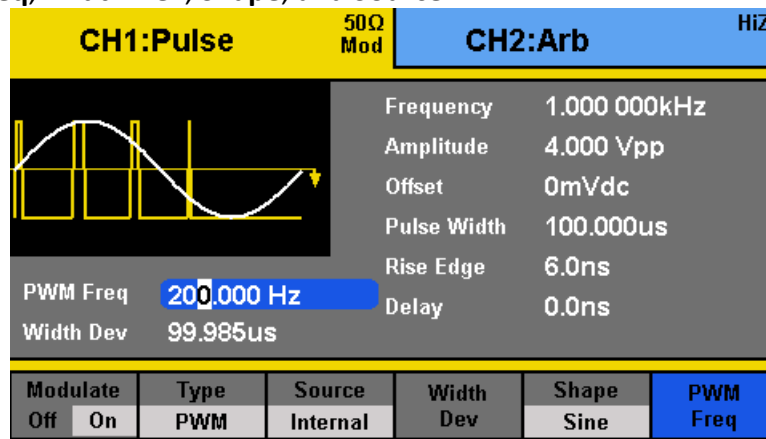 CH1:Pulse
50Ω
Mod
CH2:Arb
HiZ
Frequency 1.000 000kHz
Amplitude 4.000 Vpp
Offset 0mVdc
Pulse Width 100.000us
Rise Edge 6.0ns
Delay 0.0ns
PWM Freq 200.000 Hz
Width Dev 99.985us
Modulate Type Source Width Shape PWM
Off On PWM Internal Dev Sine Freq